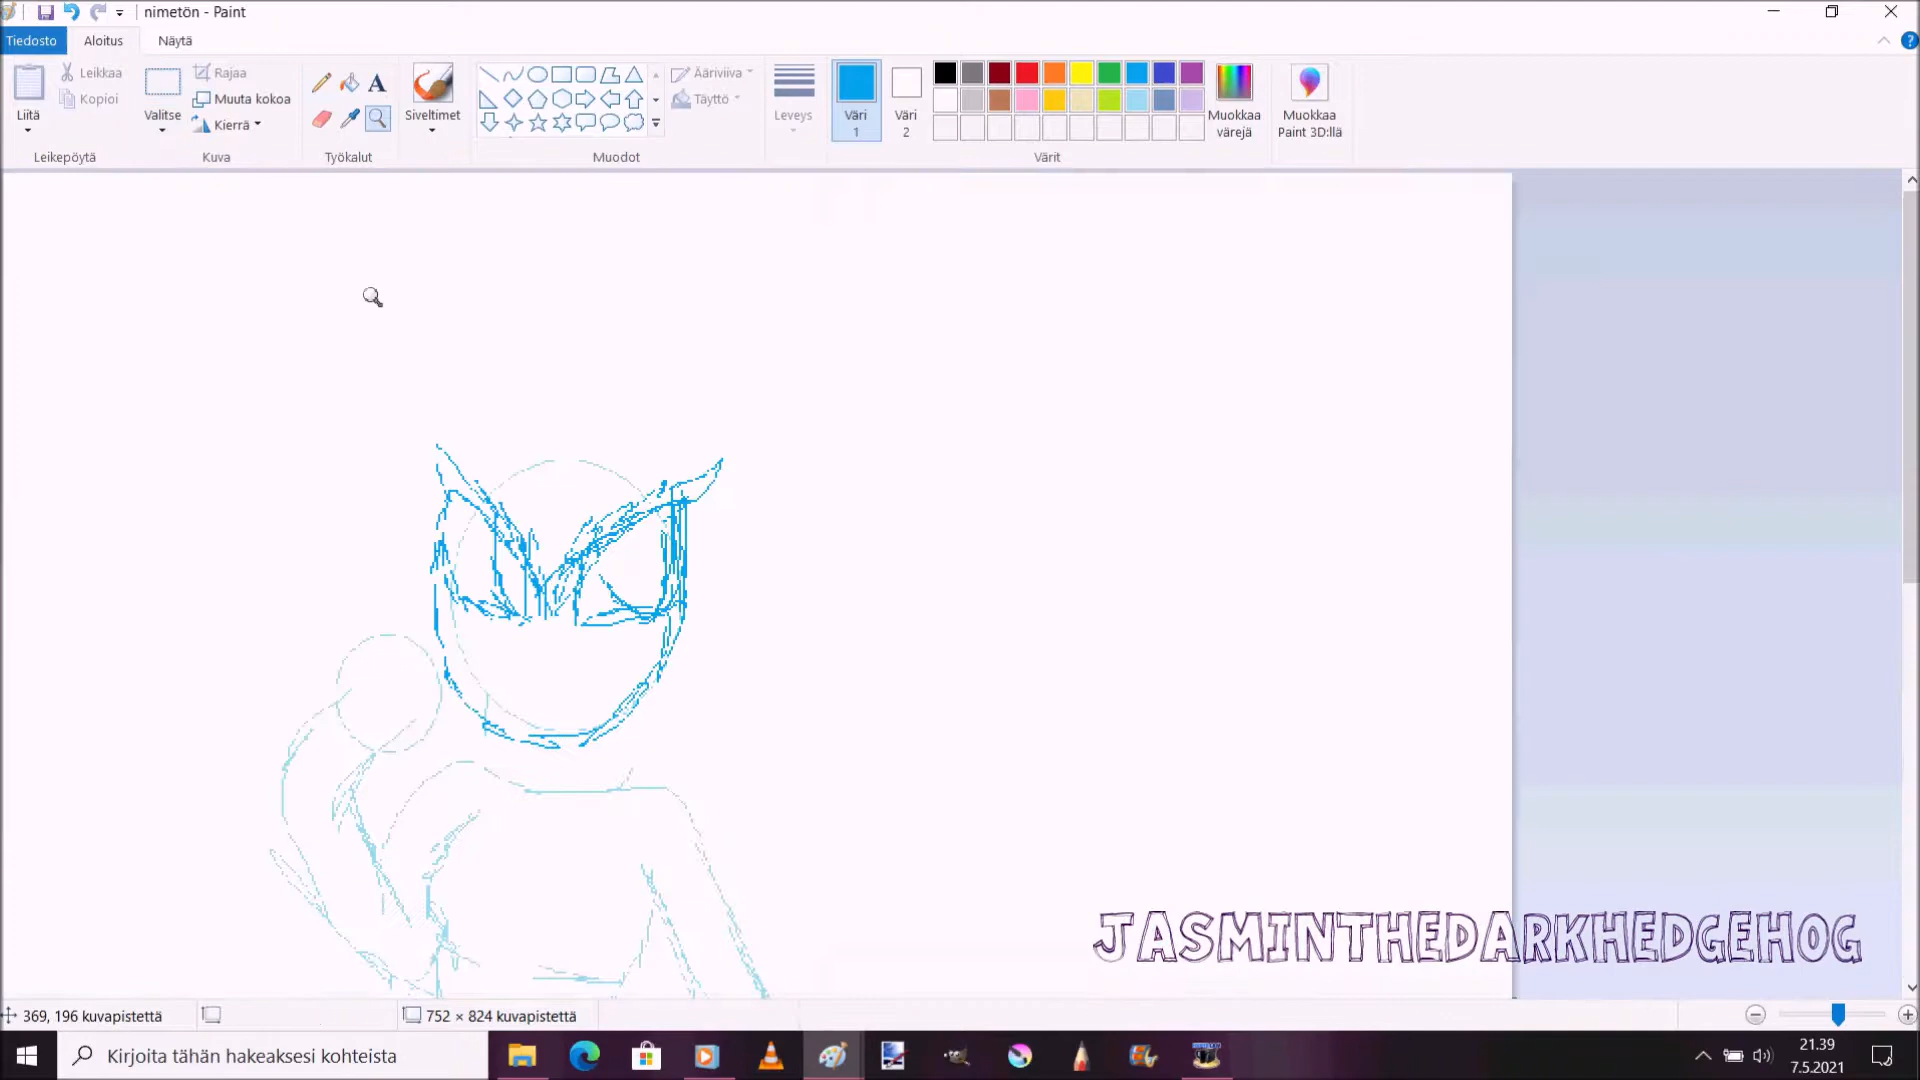 nimetön - Paint
Tiedosto Aloitus Näytä
Liitä
Leikkaa
Kopioi
Leikepöytä
Valitse
Rajaa
Muuta kokoa
Kierrä
Kuva
A
Työkalut
Siveltimet
Muodot
Ääriviiva
Täyttö
Leveys
Väri
1
Väri
2
Värit
Muokkaa
värejä
Muokkaa
Paint 3D:llä
JASMINTHEDARKHEDGEHOG
369, 196 kuvapistettä
752 × 824 kuvapistettä
Kirjoita tähän hakeaksesi kohteista
21.39
7.5.2021